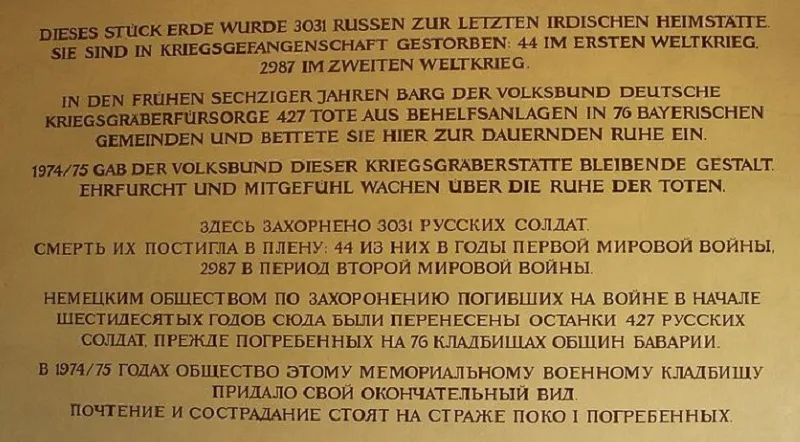 DIESES STÜCK ERDE WURDE 3031 RUSSEN ZUR LETZTEN IRDISCHEN HEIMSTÄTTE.
SIE SIND IN KRIEGSGEFANGENSCHAFT GESTORBEN: 44 IM ERSTEN WELTKRIEG,
2987 IM ZWEITEN WELTKRIEG.
IN DEN FRÜHEN SECHZIGER JAHREN BARG DER VOLKSBUND DEUTSCHE
KRIEGSGRÄBERFÜRSORGE 427 TOTE AUS BEHELFSANLAGEN IN 76 BAYERISCHEN
GEMEINDEN UND BETTETE SIE HIER ZUR DAUERNDEN RUHE EIN.
1974/75 GAB DER VOLKSBUND DIESER KRIEGSGRÄBERSTÄTTE BLEIBENDE GESTALT.
EHRFURCHT UND MITGEFÜHL WACHEN ÜBER DIE RUHE DER TOTEN.
ЗДЕСЬ ЗАХОРНЕНО 3031 РУССКИХ СОЛДАТ.
СМЕРТЬ ИХ ПОСТИГЛА В ПЛЕНУ: 44 ИЗ НИХ В ГОДЫ ПЕРВОЙ МИРОВОЙ ВОЙНЫ,
2987 В ПЕРИОД ВТОРОЙ МИРОВОЙ ВОЙНЫ.
НЕМЕЦКИМ ОБЩЕСТВОМ ПО ЗАХОРОНЕНИЮ ПОГИБШИХ НА ВОЙНЕ В НАЧАЛЕ
ШЕСТИДЕСЯТЫХ ГОДОВ СЮДА БЫЛИ ПЕРЕНЕСЕНЫ ОСТАНКИ 427 РУССКИХ
СОЛДАТ, ПРЕЖДЕ ПОГРЕБЕННЫХ НА 76 КЛАДБИЩАХ ОБЩИН БАВАРИИ.
В 1974/75 ГОДАХ ОБЩЕСТВО ЭТОМУ МЕМОРИАЛЬНОМУ ВОЕННОМУ КЛАДБИЩУ
ПРИДАЛО СВОЙ ОКОНЧАТЕЛЬНЫЙ ВИД.
ПОЧТЕНИЕ И СОСТРАДАНИЕ СТОЯТ НА СТРАЖЕ ПОКО I ПОГРЕБЕННЫХ.